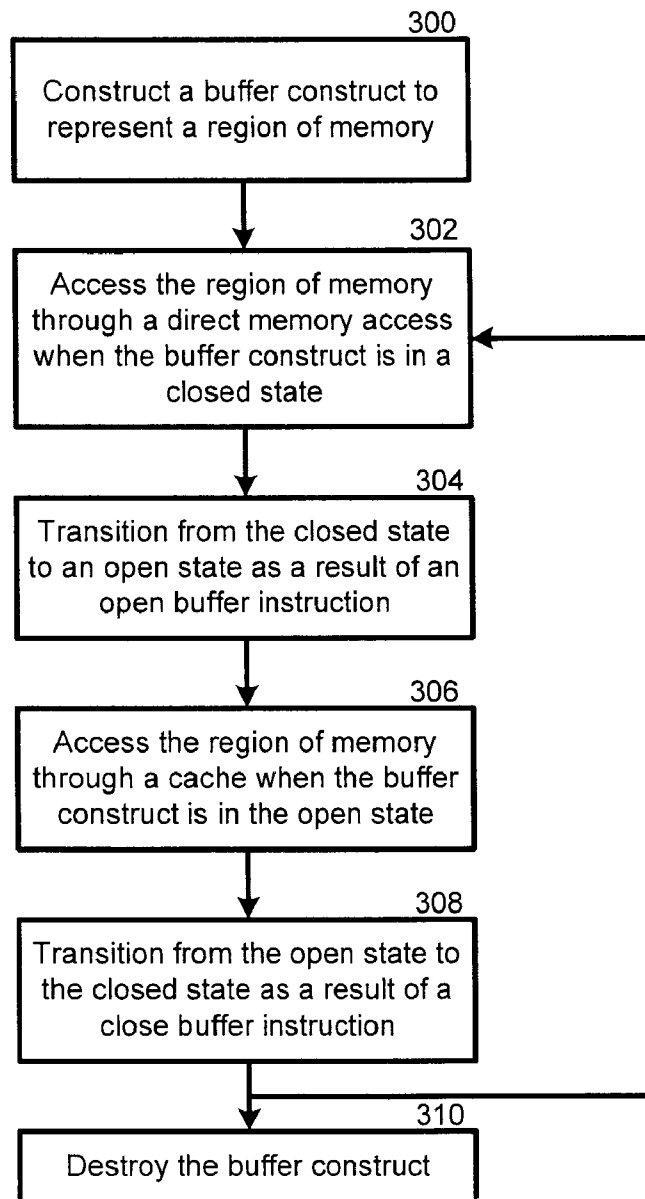 300
Construct a buffer construct to
represent a region of memory
302
Access the region of memory
through a direct memory access
when the buffer construct is in a
closed state
304
Transition from the closed state
to an open state as a result of an
open buffer instruction
306
Access the region of memory
through a cache when the buffer
construct is in the open state
308
Transition from the open state to
the closed state as a result of a
close buffer instruction
310
Destroy the buffer construct